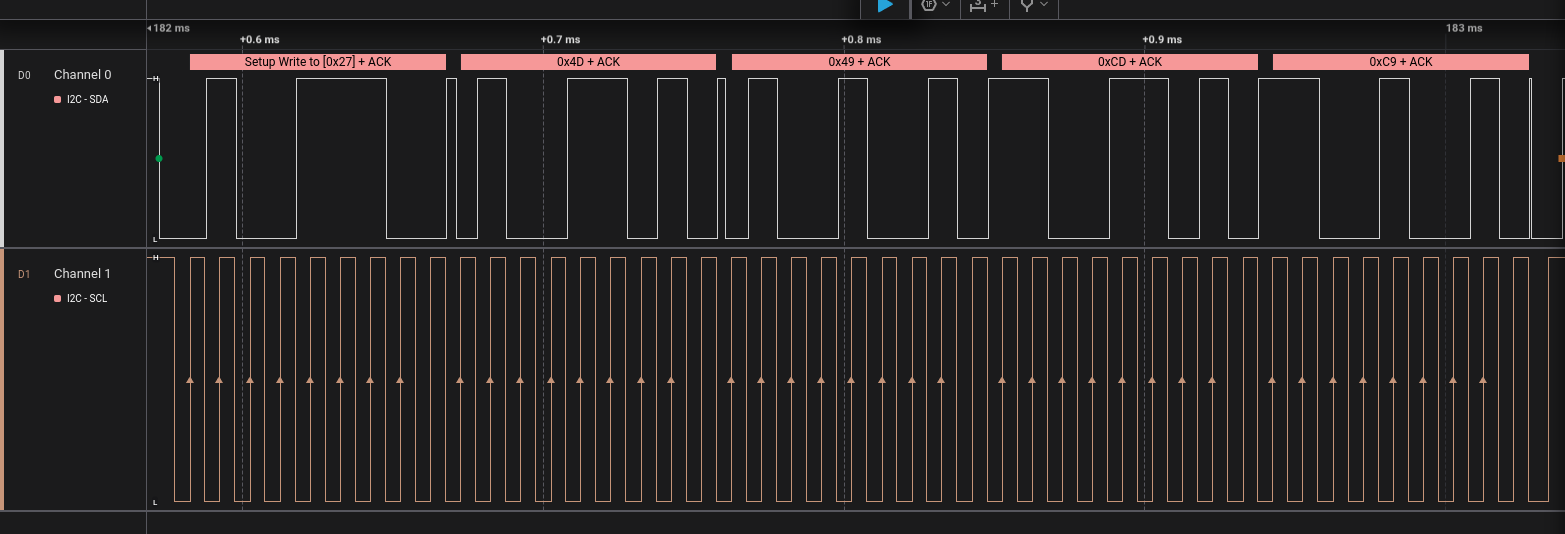 182 ms
183 ms
+0.6 ms
+0.7 ms
+0.8 ms
+0.9 ms
Setup Write to [0x27] + ACK
0x4D + ACK
0x49 + ACK
0xCD + ACK
0xC9 + ACK
D0 Channel 0
I2C - SDA
H
L
D1 Channel 1
I2C - SCL
H
L